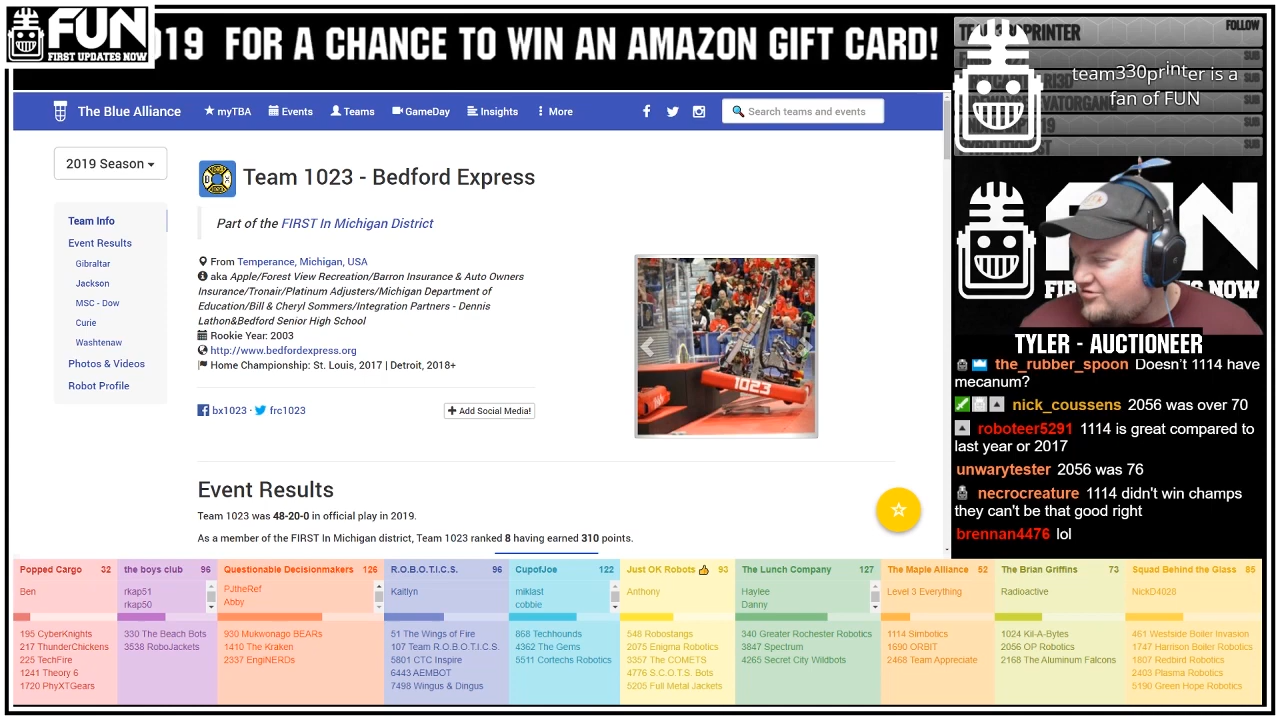 FUN
FIRST UPDATES NOW
019 FOR A CHANCE TO WIN AN AMAZON GIFT CARD!
FOLLOW
SUB
SUB
SUB
SUB
SUB
team330printer is a
fan of FUN
The Blue Alliance
myTBA
Events
Teams
GameDay
Insights
More
Search teams and events
2019 Season
Team Info
Event Results
Gibraltar
Jackson
MSC - Dow
Curie
Washtenaw
Photos & Videos
Robot Profile
Team 1023 - Bedford Express
Part of the FIRST In Michigan District
From Temperance, Michigan, USA
aka Apple/Forest View Recreation/Barron Insurance & Auto Owners
Insurance/Tronair/Platinum Adjusters/Michigan Department of
Education/Bill & Cheryl Sommers/Integration Partners - Dennis
Lathon&Bedford Senior High School
Rookie Year: 2003
http://www.bedfordexpress.org
Home Championship: St. Louis, 2017 | Detroit, 2018+
bx1023 · frc1023
Add Social Media!
1023
Event Results
Team 1023 was 48-20-0 in official play in 2019.
As a member of the FIRST In Michigan district, Team 1023 ranked 8 having earned 310 points.
TYLER - AUCTIONEER
the_rubber_spoon Doesn't 1114 have
mecanum?
nick_coussens 2056 was over 70
roboteer5291 1114 is great compared to
last year or 2017
unwarytester 2056 was 76
necrocreature 1114 didn't win champs
they can't be that good right
brennan4476 lol
Popped Cargo 32
Ben
195 CyberKnights
217 ThunderChickens
225 TechFire
1241 Theory 6
1720 PhyXTGears
the boys club 96
rkap51
rkap50
330 The Beach Bots
3538 RoboJackets
Questionable Decisionmakers 126
PJtheRef
Abby
930 Mukwonago BEARs
1410 The Kraken
2337 EngiNERDs
R.O.B.O.T.I.C.S. 96
Kaitlyn
51 The Wings of Fire
107 Team R.O.B.O.T.I.C.S.
5801 CTC Inspire
6443 AEMBOT
7498 Wingus & Dingus
CupofJoe 122
miklast
cobbie
868 Techhounds
4362 The Gems
5511 Cortechs Robotics
Just OK Robots 👍 93
Anthony
548 Robostangs
2075 Enigma Robotics
3357 The COMETS
4776 S.C.O.T.S. Bots
5205 Full Metal Jackets
The Lunch Company 127
Haylee
Danny
340 Greater Rochester Robotics
3847 Spectrum
4265 Secret City Wildbots
The Maple Alliance 52
Level 3 Everything
1114 Simbotics
1690 ORBIT
2468 Team Appreciate
The Brian Griffins 73
Radioactive
1024 Kil-A-Bytes
2056 OP Robotics
2168 The Aluminum Falcons
Squad Behind the Glass 85
NickD4028
461 Westside Boiler Invasion
1747 Harrison Boiler Robotics
1807 Redbird Robotics
2403 Plasma Robotics
5190 Green Hope Robotics